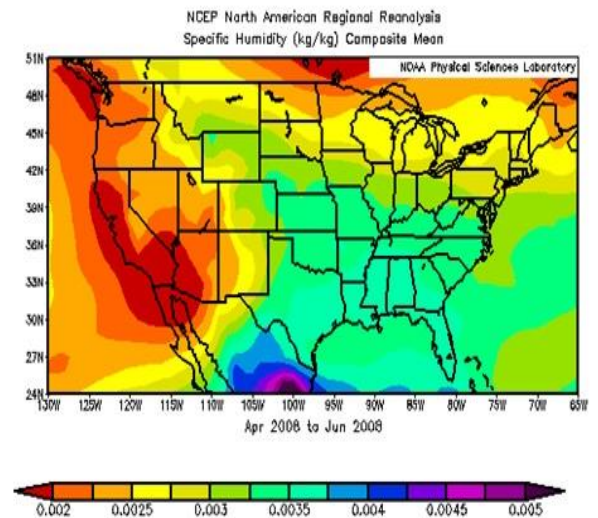 NCEP North American Regional Reanalysis
Specific Humidity (kg/kg) Composite Mean
NOAA Physical Sciences Laboratory
51N
48N
45N
42N
39N
36N
33N
30N
27N
24N
130W 125W 120W 115W 110W 105W 100W 95W 90W 85W 80W 75W 70W 65W
Apr 2008 to Jun 2008
0.002 0.0025 0.003 0.0035 0.004 0.0045 0.005